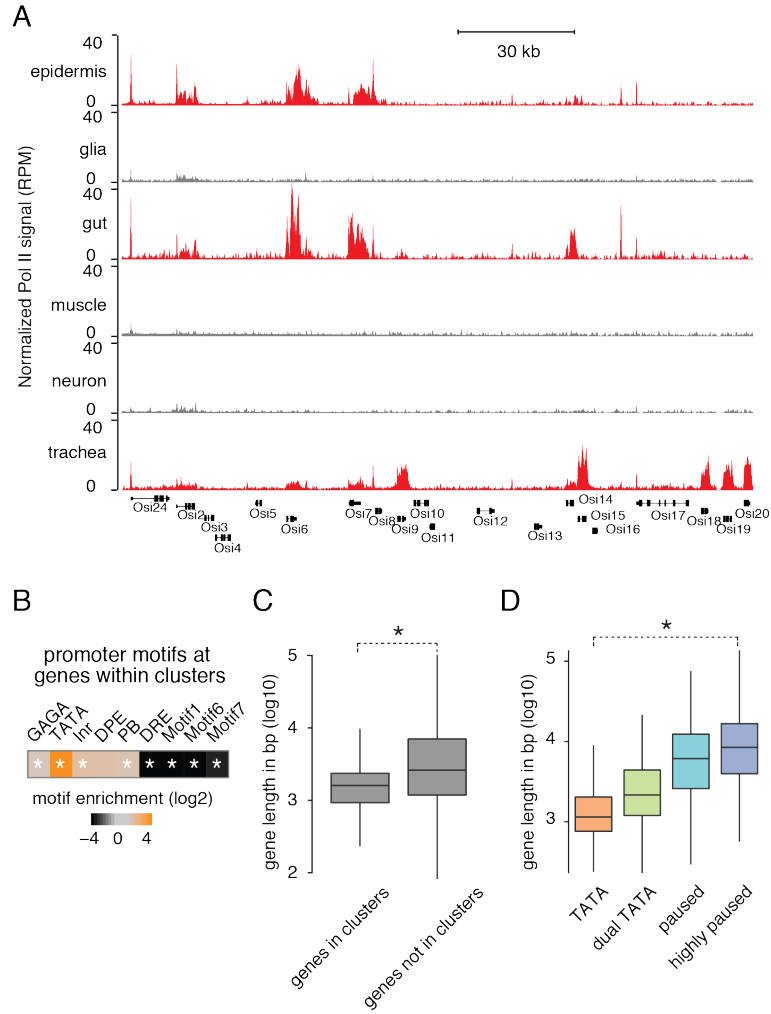 A
Normalized Pol II signal (RPM)
30 kb
40
epidermis
0
40
glia
0
40
gut
0
40
muscle
0
40
neuron
0
40
trachea
0
Osi24
Osi2
Osi3
Osi4
Osi5
Osi6
Osi7
Osi8
Osi9
Osi10
Osi11
Osi12
Osi13
Osi14
Osi15
Osi16
Osi17
Osi18
Osi19
Osi20
B
promoter motifs at
genes within clusters
GAGA
TATA
Inr
DPE
PB
DRE
Motif1
Motif6
Motif7
* * * * * * * *
motif enrichment (log2)
−4 0 4
C
*
gene length in bp (log10)
5
4
3
2
genes in clusters
genes not in clusters
D
*
gene length in bp (log10)
5
4
3
TATA
dual TATA
paused
highly paused